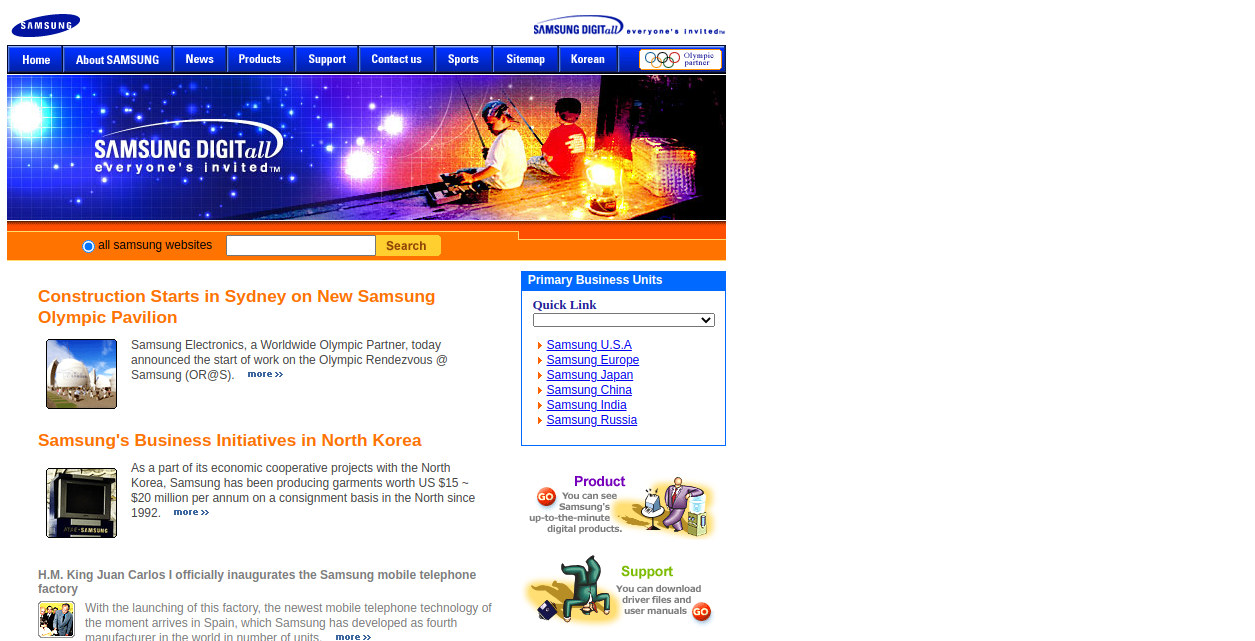 SAMSUNG
SAMSUNG DIGITall everyone's invited™
Home About SAMSUNG News Products Support Contact us Sports Sitemap Korean Olympic partner
SAMSUNG DIGITall
everyone's invited™
all samsung websites Search
Construction Starts in Sydney on New Samsung
Olympic Pavilion
Samsung Electronics, a Worldwide Olympic Partner, today
announced the start of work on the Olympic Rendezvous @
Samsung (OR@S). more >>
Samsung's Business Initiatives in North Korea
As a part of its economic cooperative projects with the North
Korea, Samsung has been producing garments worth US $15 ~
$20 million per annum on a consignment basis in the North since
1992. more >>
SAMSUNG
H.M. King Juan Carlos I officially inaugurates the Samsung mobile telephone
factory
With the launching of this factory, the newest mobile telephone technology of
the moment arrives in Spain, which Samsung has developed as fourth
manufacturer in the world in number of units. more >>
Primary Business Units
Quick Link
Samsung U.S.A
Samsung Europe
Samsung Japan
Samsung China
Samsung India
Samsung Russia
Product
GO You can see
Samsung's
up-to-the-minute
digital products.
Support
You can download
driver files and
user manuals GO